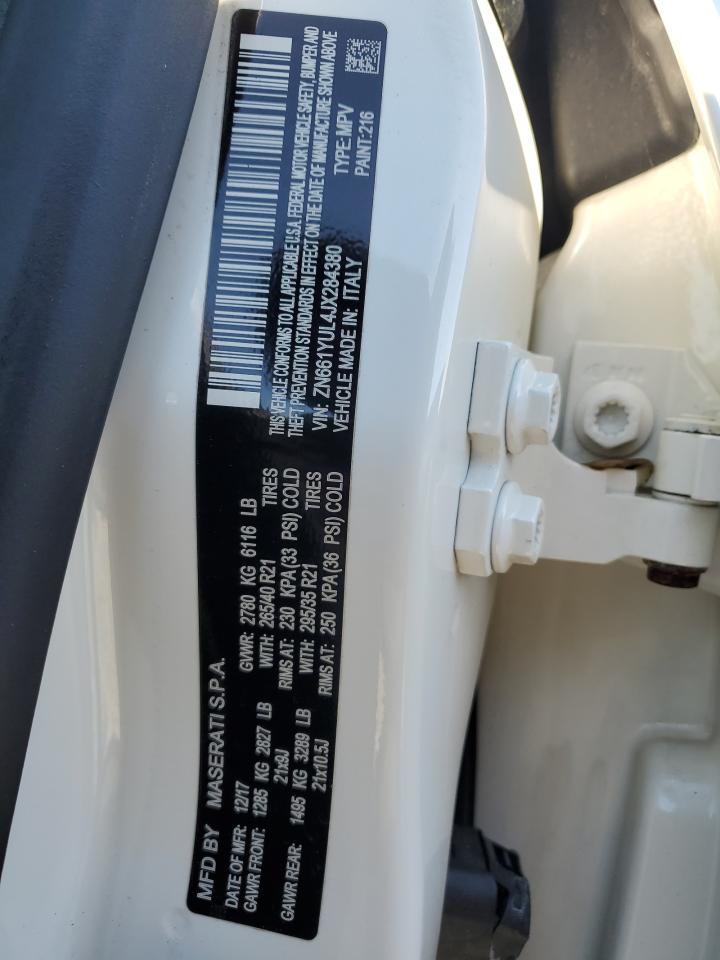 MFD BY MASERATI S.P.A.
DATE OF MFR: 12/17 GVWR: 2780 KG 6116 LB
GAWR FRONT: 1285 KG 2827 LB WITH: 265/40 R21 TIRES
21x9J RIMS AT: 230 KPA(33 PSI) COLD
GAWR REAR: 1495 KG 3289 LB WITH: 295/35 R21 TIRES
21x10.5J RIMS AT: 250 KPA(36 PSI) COLD
THIS VEHICLE CONFORMS TO ALL APPLICABLE U.S.A. FEDERAL MOTOR VEHICLE SAFETY, BUMPER AND
THEFT PREVENTION STANDARDS IN EFFECT ON THE DATE OF MANUFACTURE SHOWN ABOVE
VIN: ZN661YUL4JX284380 TYPE: MPV
VEHICLE MADE IN: ITALY PAINT:216